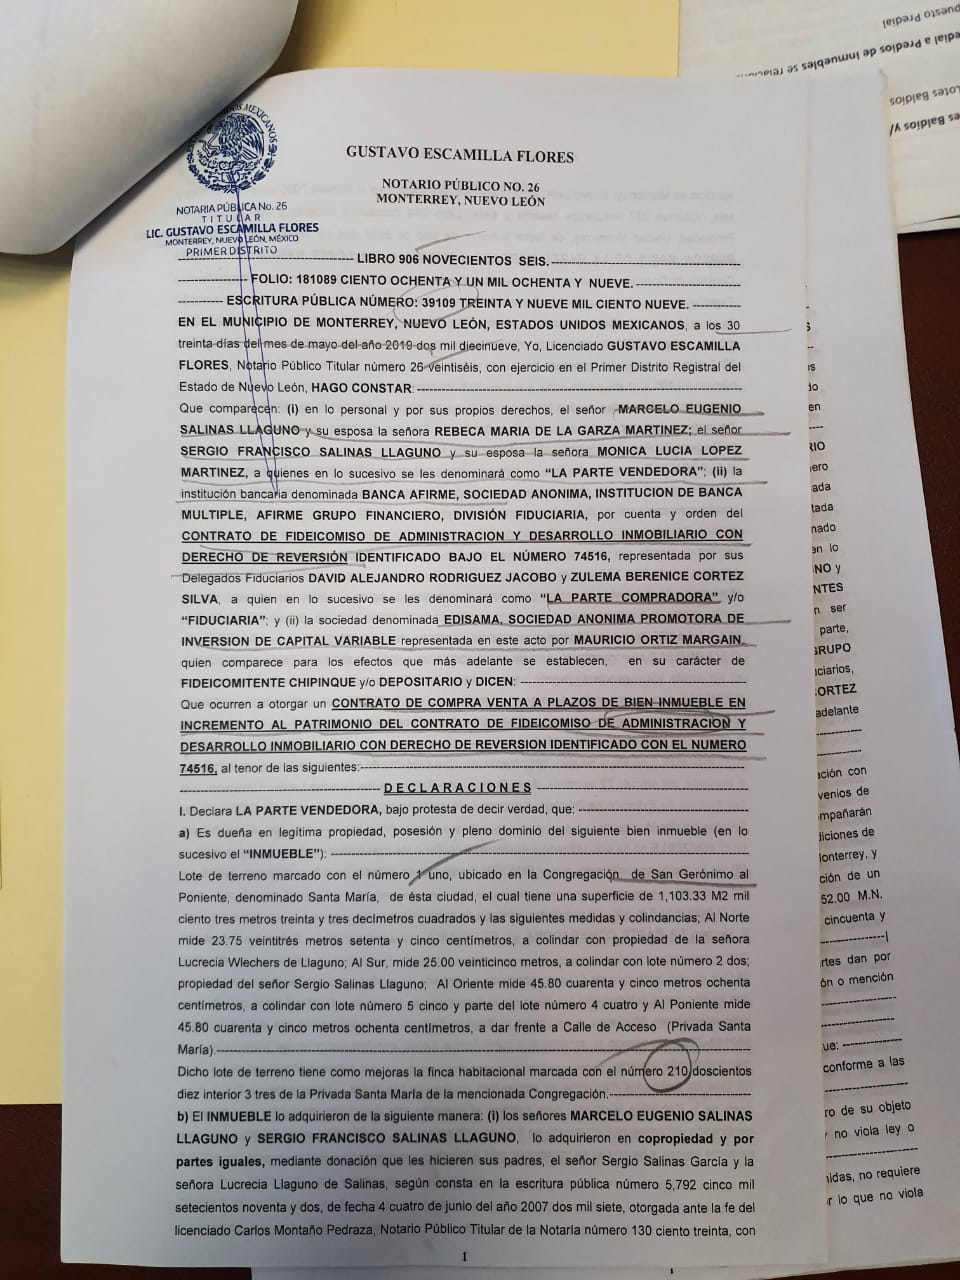 GUSTAVO ESCAMILLA FLORES
NOTARIO PÚBLICO NO. 26
MONTERREY, NUEVO LEÓN
NOTARIA PÚBLICA No. 26
TITULAR
LIC. GUSTAVO ESCAMILLA FLORES
MONTERREY, NUEVO LEÓN, MÉXICO
PRIMER DISTRITO
LIBRO 906 NOVECIENTOS SEIS.
FOLIO: 181089 CIENTO OCHENTA Y UN MIL OCHENTA Y NUEVE.
ESCRITURA PÚBLICA NÚMERO: 39109 TREINTA Y NUEVE MIL CIENTO NUEVE.
EN EL MUNICIPIO DE MONTERREY, NUEVO LEÓN, ESTADOS UNIDOS MEXICANOS, a los 30
treinta días del mes de mayo del año 2019 dos mil diecinueve, Yo, Licenciado GUSTAVO ESCAMILLA
FLORES, Notario Público Titular número 26 veintiséis, con ejercicio en el Primer Distrito Registral del
Estado de Nuevo León, HAGO CONSTAR:
Que comparecen: (i) en lo personal y por sus propios derechos, el señor MARCELO EUGENIO
SALINAS LLAGUNO y su esposa la señora REBECA MARIA DE LA GARZA MARTINEZ; el señor
SERGIO FRANCISCO SALINAS LLAGUNO y su esposa la señora MONICA LUCIA LOPEZ
MARTINEZ, a quienes en lo sucesivo se les denominará como “LA PARTE VENDEDORA”; (ii) la
institución bancaria denominada BANCA AFIRME, SOCIEDAD ANONIMA, INSTITUCION DE BANCA
MULTIPLE, AFIRME GRUPO FINANCIERO, DIVISIÓN FIDUCIARIA, por cuenta y orden del
CONTRATO DE FIDEICOMISO DE ADMINISTRACION Y DESARROLLO INMOBILIARIO CON
DERECHO DE REVERSIÓN IDENTIFICADO BAJO EL NÚMERO 74516, representada por sus
Delegados Fiduciarios DAVID ALEJANDRO RODRIGUEZ JACOBO y ZULEMA BERENICE CORTEZ
SILVA, a quien en lo sucesivo se les denominará como “LA PARTE COMPRADORA” y/o
“FIDUCIARIA”; y (ii) la sociedad denominada EDISAMA, SOCIEDAD ANONIMA PROMOTORA DE
INVERSION DE CAPITAL VARIABLE representada en este acto por MAURICIO ORTIZ MARGAIN,
quien comparece para los efectos que más adelante se establecen, en su carácter de
FIDEICOMITENTE CHIPINQUE y/o DEPOSITARIO y DICEN:
Que ocurren a otorgar un CONTRATO DE COMPRA VENTA A PLAZOS DE BIEN INMUEBLE EN
INCREMENTO AL PATRIMONIO DEL CONTRATO DE FIDEICOMISO DE ADMINISTRACION Y
DESARROLLO INMOBILIARIO CON DERECHO DE REVERSION IDENTIFICADO CON EL NUMERO
74516, al tenor de las siguientes:
DECLARACIONES
I. Declara LA PARTE VENDEDORA, bajo protesta de decir verdad, que:
a) Es dueña en legítima propiedad, posesión y pleno dominio del siguiente bien inmueble (en lo
sucesivo el “INMUEBLE”):
Lote de terreno marcado con el número 1 uno, ubicado en la Congregación de San Gerónimo al
Poniente, denominado Santa María, de ésta ciudad, el cual tiene una superficie de 1,103.33 M2 mil
ciento tres metros treinta y tres decímetros cuadrados y las siguientes medidas y colindancias; Al Norte
mide 23.75 veintitrés metros setenta y cinco centímetros, a colindar con propiedad de la señora
Lucrecia Wlechers de Llaguno; Al Sur, mide 25.00 veinticinco metros, a colindar con lote número 2 dos;
propiedad del señor Sergio Salinas Llaguno; Al Oriente mide 45.80 cuarenta y cinco metros ochenta
centímetros, a colindar con lote número 5 cinco y parte del lote número 4 cuatro y Al Poniente mide
45.80 cuarenta y cinco metros ochenta centímetros, a dar frente a Calle de Acceso (Privada Santa
María).
Dicho lote de terreno tiene como mejoras la finca habitacional marcada con el número 210 doscientos
diez interior 3 tres de la Privada Santa María de la mencionada Congregación.
b) El INMUEBLE lo adquirieron de la siguiente manera: (i) los señores MARCELO EUGENIO SALINAS
LLAGUNO y SERGIO FRANCISCO SALINAS LLAGUNO, lo adquirieron en copropiedad y por
partes iguales, mediante donación que les hicieren sus padres, el señor Sergio Salinas García y la
señora Lucrecia Llaguno de Salinas, según consta en la escritura pública número 5,792 cinco mil
setecientos noventa y dos, de fecha 4 cuatro de junio del año 2007 dos mil siete, otorgada ante la fe del
licenciado Carlos Montaño Pedraza, Notario Público Titular de la Notaría número 130 ciento treinta, con
1